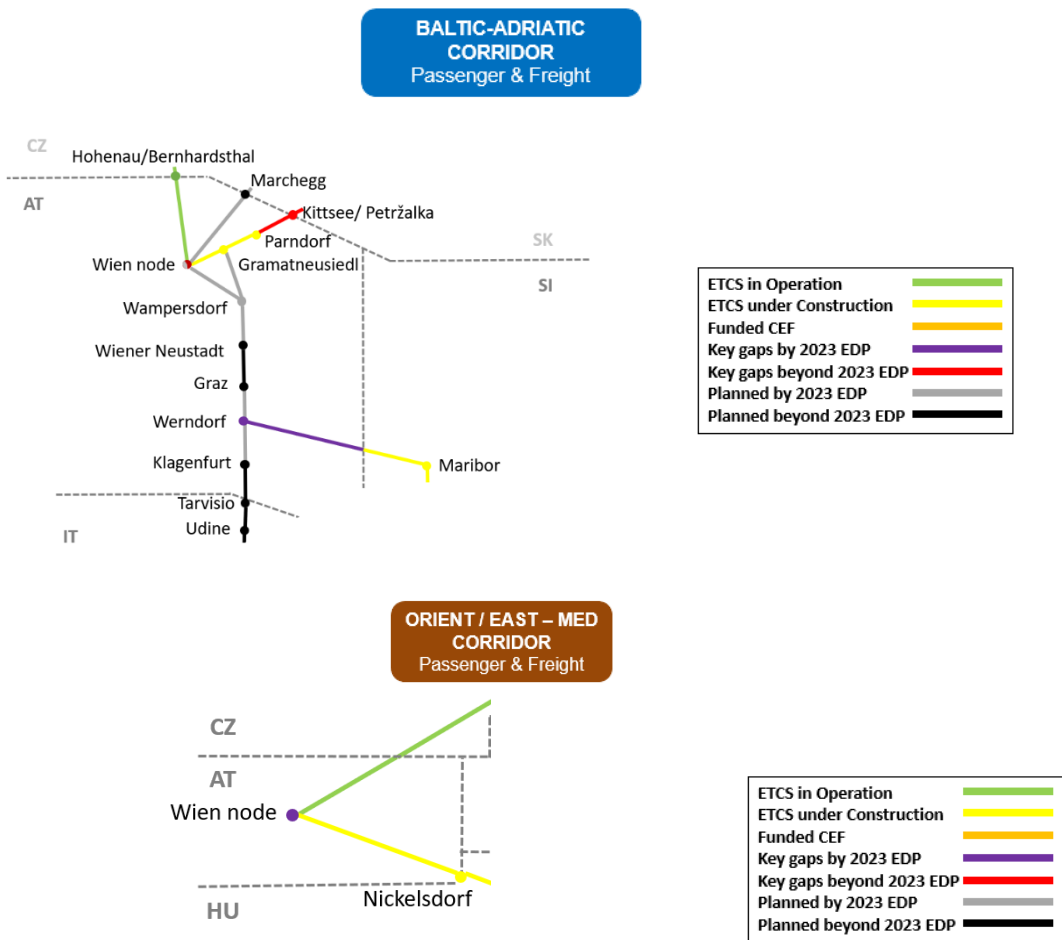 BALTIC-ADRIATIC
CORRIDOR
Passenger & Freight
CZ
Hohenau/Bernhardsthal
AT
Marchegg
Kittsee/ Petržalka
Parndorf
SK
Wien node
Gramatneusiedl
SI
Wampersdorf
Wiener Neustadt
Graz
Werndorf
Klagenfurt
Maribor
Tarvisio
Udine
IT
ETCS in Operation
ETCS under Construction
Funded CEF
Key gaps by 2023 EDP
Key gaps beyond 2023 EDP
Planned by 2023 EDP
Planned beyond 2023 EDP
ORIENT / EAST – MED
CORRIDOR
Passenger & Freight
CZ
AT
Wien node
Nickelsdorf
HU
ETCS in Operation
ETCS under Construction
Funded CEF
Key gaps by 2023 EDP
Key gaps beyond 2023 EDP
Planned by 2023 EDP
Planned beyond 2023 EDP